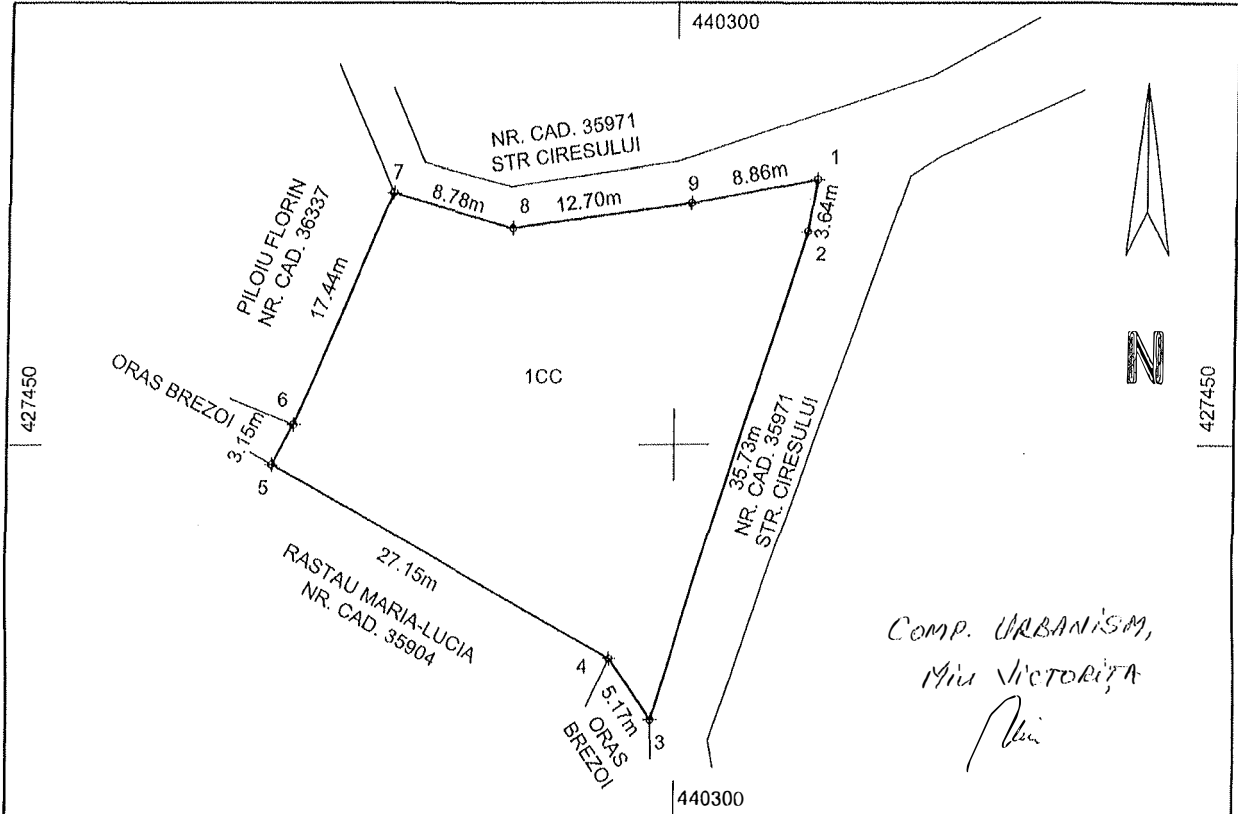 440300
NR. CAD. 35971
STR CIRESULUI
7
8.78m
8
12.70m
9
8.86m
1
3.64m
2
PILOIU FLORIN
NR. CAD. 36337
17.44m
1CC
N
427450
427450
ORAS BREZOI
6
3.15m
5
35.73m
NR. CAD. 35971
STR. CIRESULUI
27.15m
RASTAU MARIA-LUCIA
NR. CAD. 35904
4
5.17m
3
ORAS
BREZOI
COMP. URBANISM,
MIU VICTORIȚA
440300